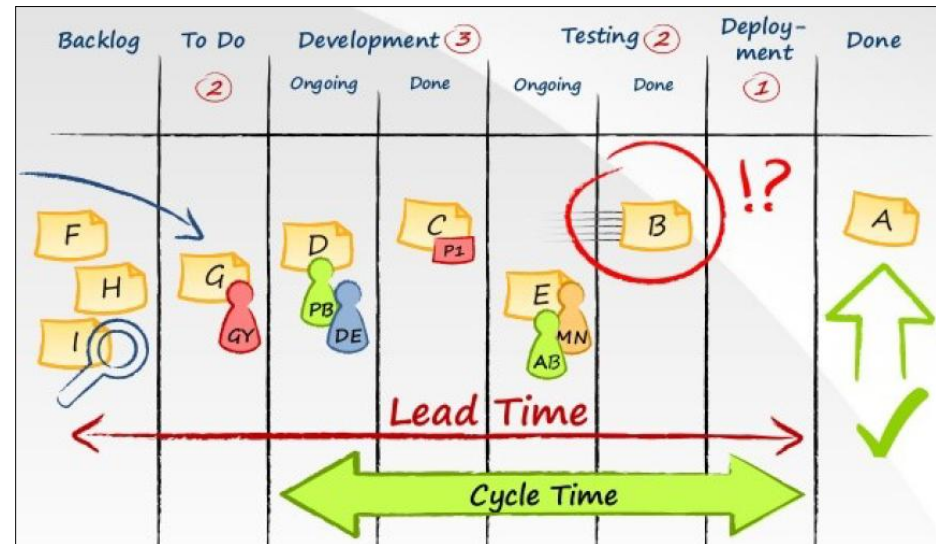 Backlog
To Do
2
Development 3
Ongoing
Done
Testing 2
Ongoing
Done
Deploy-
ment
1
Done
!?
F
H
I
G
GY
D
PB
DE
C
P1
E
MN
AB
B
A
Lead Time
Cycle Time